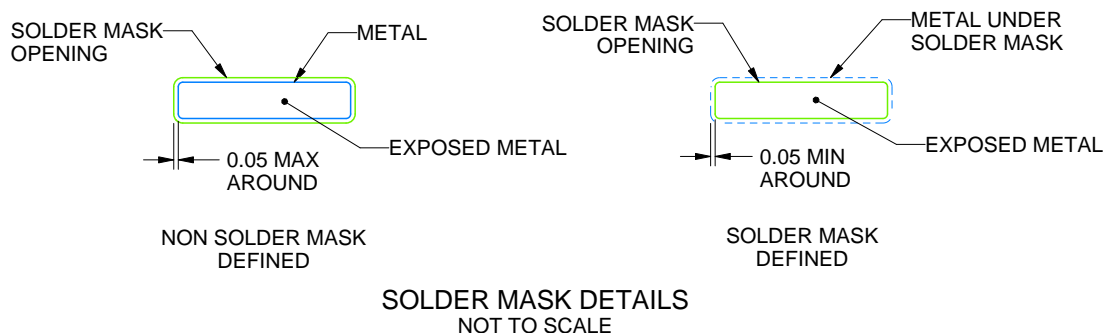 SOLDER MASK
OPENING
METAL
EXPOSED METAL
0.05 MAX
AROUND
NON SOLDER MASK
DEFINED
SOLDER MASK
OPENING
METAL UNDER
SOLDER MASK
EXPOSED METAL
0.05 MIN
AROUND
SOLDER MASK
DEFINED
SOLDER MASK DETAILS
NOT TO SCALE